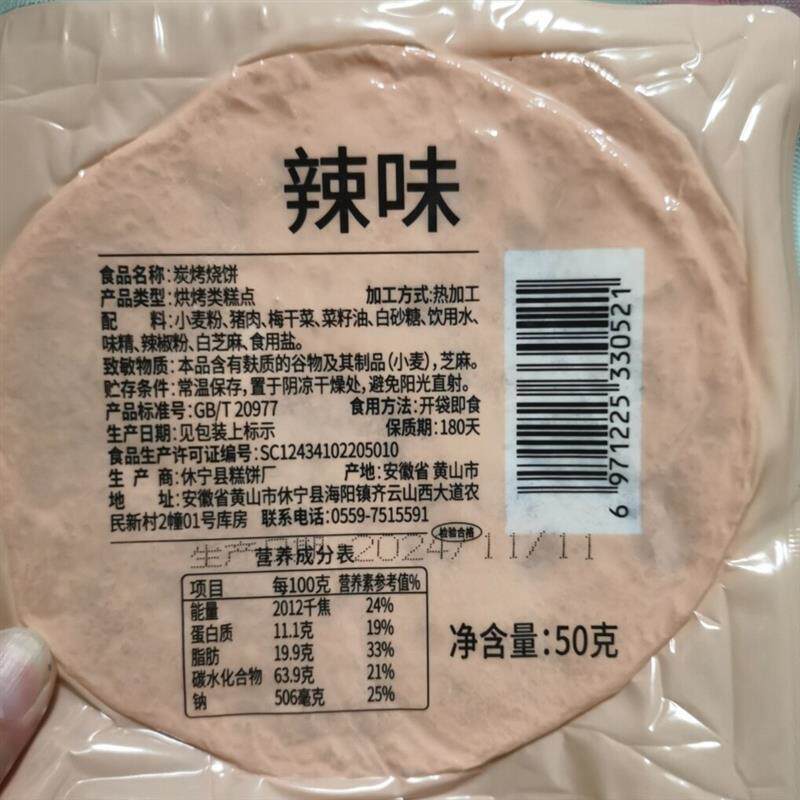 辣味
食品名称:炭烤烧饼
产品类型:烘烤类糕点 加工方式:热加工
配 料:小麦粉、猪肉、梅干菜、菜籽油、白砂糖、饮用水、
味精、辣椒粉、白芝麻、食用盐。
致敏物质:本品含有麸质的谷物及其制品(小麦),芝麻。
贮存条件:常温保存,置于阴凉干燥处,避免阳光直射。
产品标准号:GB/T 20977 食用方法:开袋即食
生产日期:见包装上标示 保质期:180天
食品生产许可证编号:SC12434102205010
生 产 商:休宁县糕饼厂 产地:安徽省 黄山市
地 址:安徽省黄山市休宁县海阳镇齐云山西大道农
民新村2幢01号库房 联系电话:0559-7515591
检验合格
生产日期:2024/11/11
营养成分表
项目 每100克 营养素参考值%
能量 2012千焦 24%
蛋白质 11.1克 19%
脂肪 19.9克 33%
碳水化合物 63.9克 21%
钠 506毫克 25%
净含量:50克
6 971225 330521